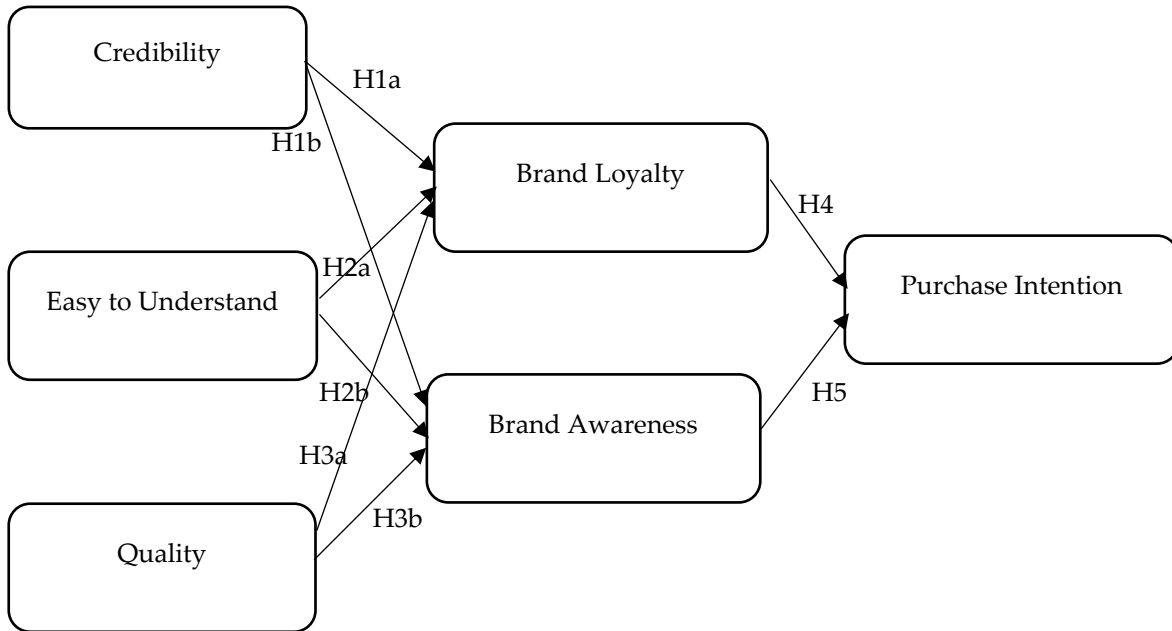 Credibility
H1a
H1b
Brand Loyalty
H4
H2a
Easy to Understand
Purchase Intention
H2b
H5
Brand Awareness
H3a
H3b
Quality